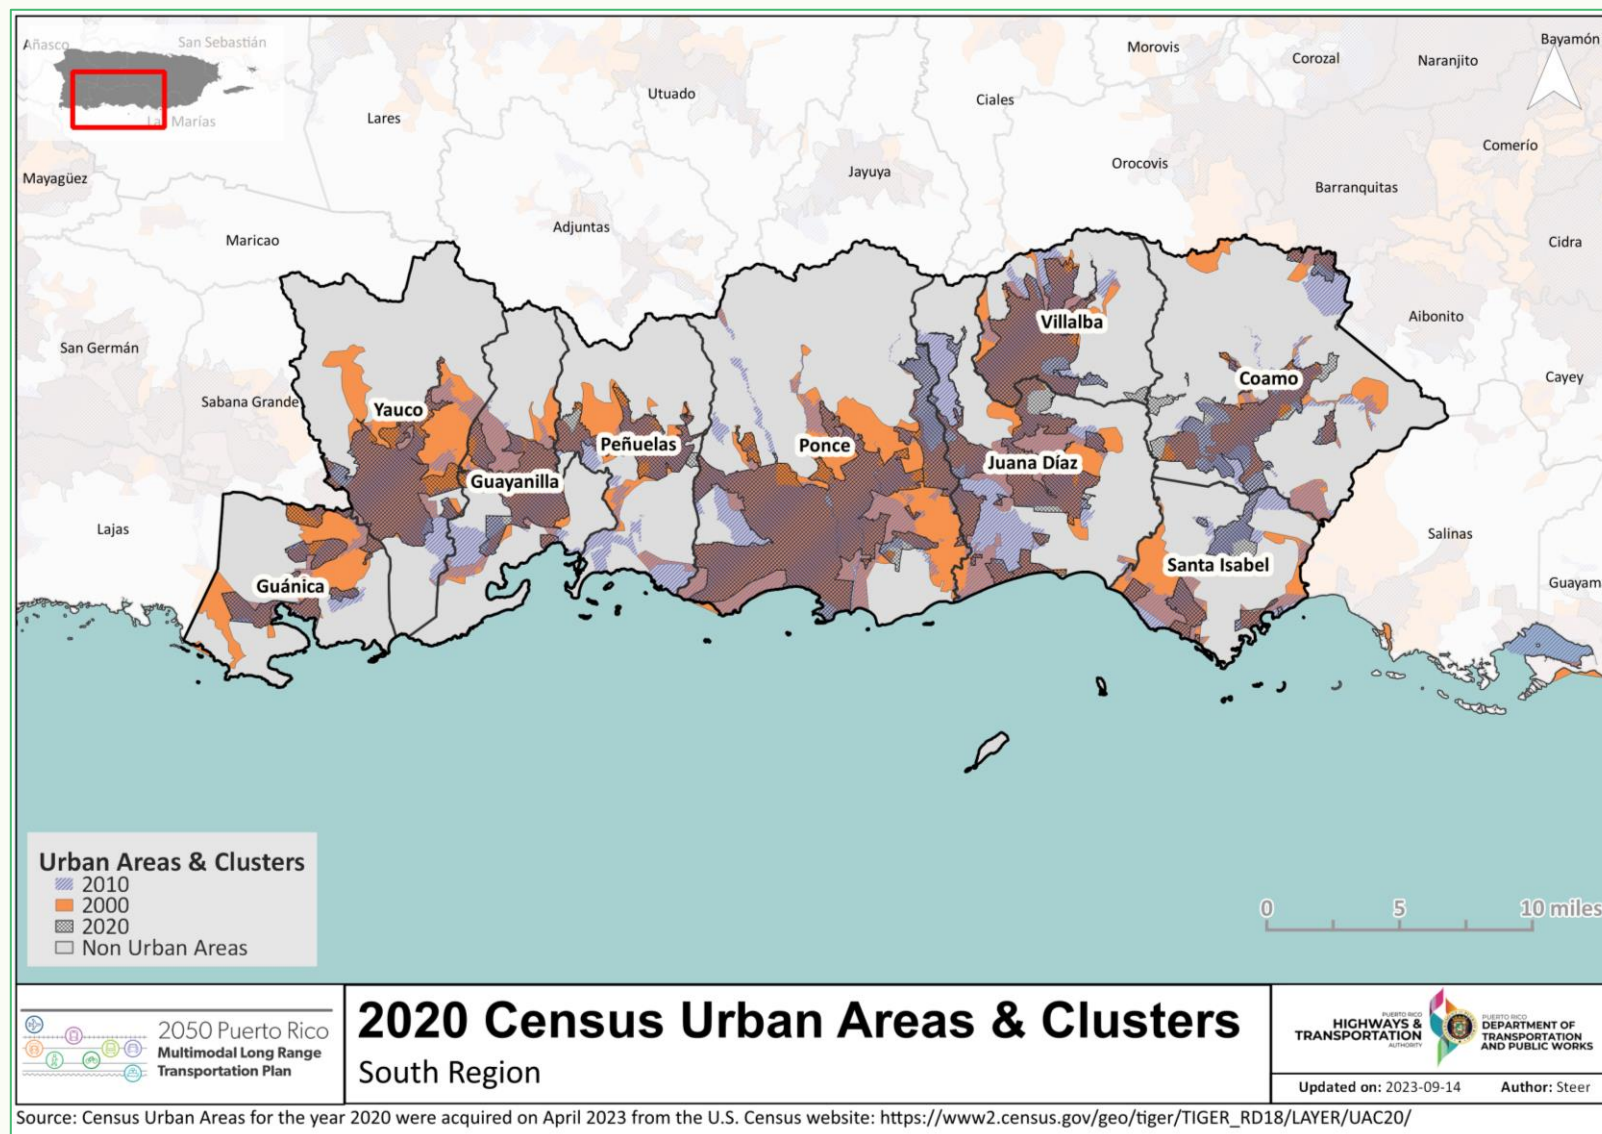 Añasco
San Sebastián
Las Marías
Mayagüez
Lares
Utuado
Ciales
Morovis
Corozal
Naranjito
Bayamón
Comerío
Orocovis
Barranquitas
Jayuya
Adjuntas
Maricao
Cidra
Aibonito
Cayey
San Germán
Sabana Grande
Lajas
Salinas
Guayam
Villalba
Coamo
Yauco
Peñuelas
Ponce
Juana Díaz
Guayanilla
Santa Isabel
Guánica
Urban Areas & Clusters
2010
2000
2020
Non Urban Areas
0 5 10 miles
2050 Puerto Rico
Multimodal Long Range
Transportation Plan
2020 Census Urban Areas & Clusters
South Region
PUERTO RICO
HIGHWAYS &
TRANSPORTATION
AUTHORITY
PUERTO RICO
DEPARTMENT OF
TRANSPORTATION
AND PUBLIC WORKS
Updated on: 2023-09-14 Author: Steer
Source: Census Urban Areas for the year 2020 were acquired on April 2023 from the U.S. Census website: https://www2.census.gov/geo/tiger/TIGER_RD18/LAYER/UAC20/